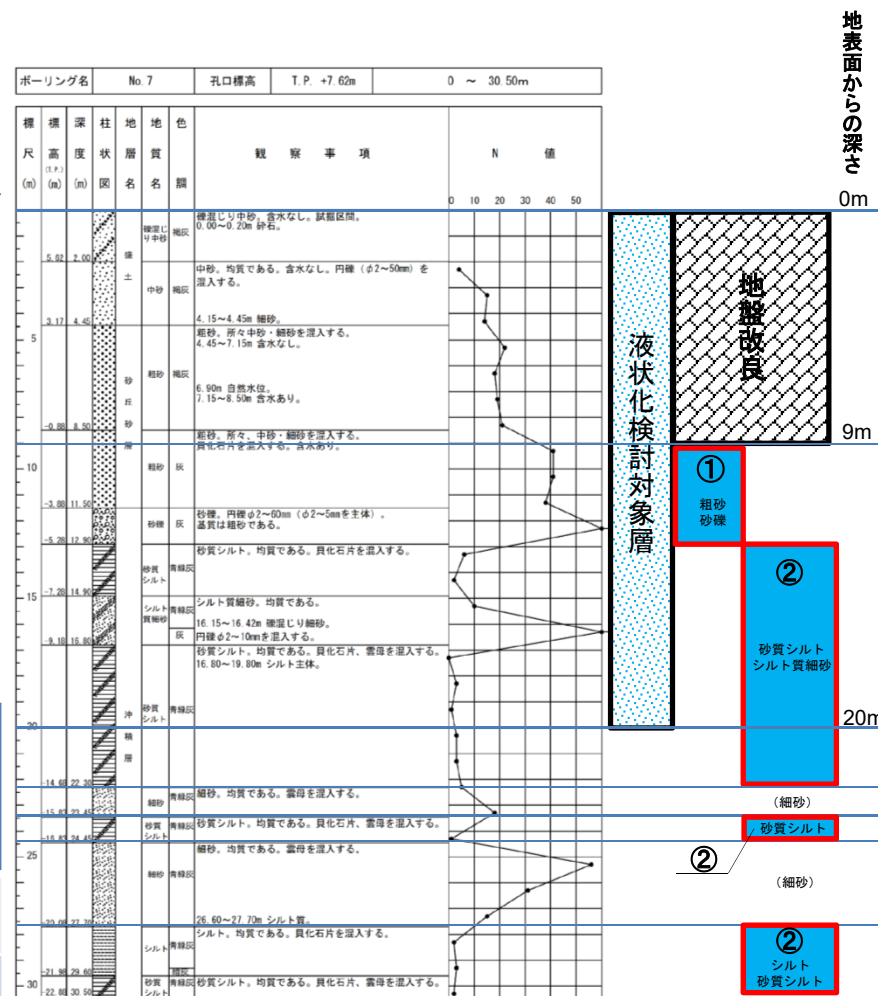 地表面からの深さ
ボーリング名 No. 7 孔口標高 T.P. +7.62m 0 ～ 30.50m
標尺(m) 標高(T.P.)(m) 深度(m) 柱状図 地層名 地質名 色調 観察事項 N 値
0 10 20 30 40 50
0m
礫混じり中砂 褐灰 礫混じり中砂。含水なし。試掘区間。
0.00～0.20m 砕石。
5.62 2.00
盛土
中砂 褐灰 中砂。均質である。含水なし。円礫（φ2～50mm）を
混入する。
4.15～4.45m 細砂。
3.17 4.45
5
粗砂 褐灰 粗砂。所々中砂・細砂を混入する。
4.45～7.15m 含水なし。
6.90m 自然水位。
7.15～8.50m 含水あり。
砂丘砂層
-0.88 8.50
粗砂 灰 粗砂。所々、中砂・細砂を混入する。
貝化石片を混入する。含水あり。
9m
10
-3.88 11.50
砂礫 灰 砂礫。円礫φ2～60mm（φ2～5mmを主体）。
基質は粗砂である。
-5.28 12.90
砂質シルト 青緑灰 砂質シルト。均質である。貝化石片を混入する。
-7.28 14.90
15
シルト質細砂 青緑灰 シルト質細砂。均質である。
16.15～16.42m 礫混じり細砂。
灰 円礫φ2～10mmを混入する。
-9.18 16.80
砂質シルト 青緑灰 砂質シルト。均質である。貝化石片、雲母を混入する。
16.80～19.80m シルト主体。
沖積層
20
20m
-14.68 22.30
細砂 青緑灰 細砂。均質である。雲母を混入する。
砂質シルト 青緑灰 砂質シルト。均質である。貝化石片、雲母を混入する。
25
細砂 青緑灰 細砂。均質である。雲母を混入する。
26.60～27.70m シルト質。
シルト 青緑灰 シルト。均質である。貝化石片を混入する。
-21.98 29.60
30
砂質シルト 青緑灰 砂質シルト。均質である。貝化石片、雲母を混入する。
-22.88 30.50
液状化検討対象層
地盤改良
①
粗砂
砂礫
②
砂質シルト
シルト質細砂
（細砂）
砂質シルト
②
（細砂）
②
シルト
砂質シルト